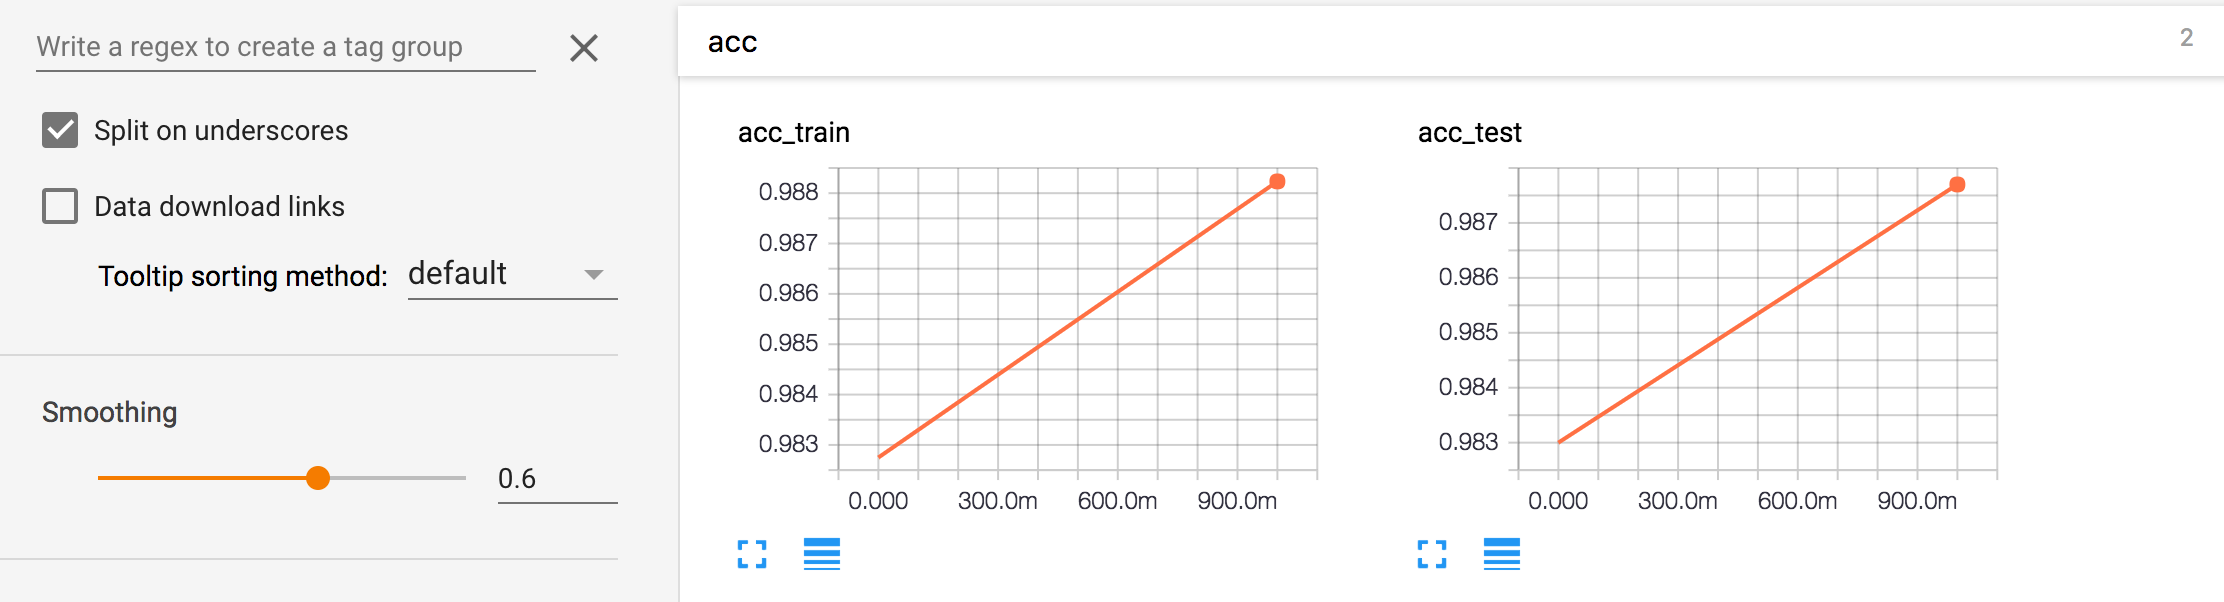 Write a regex to create a tag group
Split on underscores
Data download links
Tooltip sorting method: default
Smoothing
0.6
acc
2
acc_train
0.988
0.987
0.986
0.985
0.984
0.983
0.000 300.0m 600.0m 900.0m
acc_test
0.987
0.986
0.985
0.984
0.983
0.000 300.0m 600.0m 900.0m